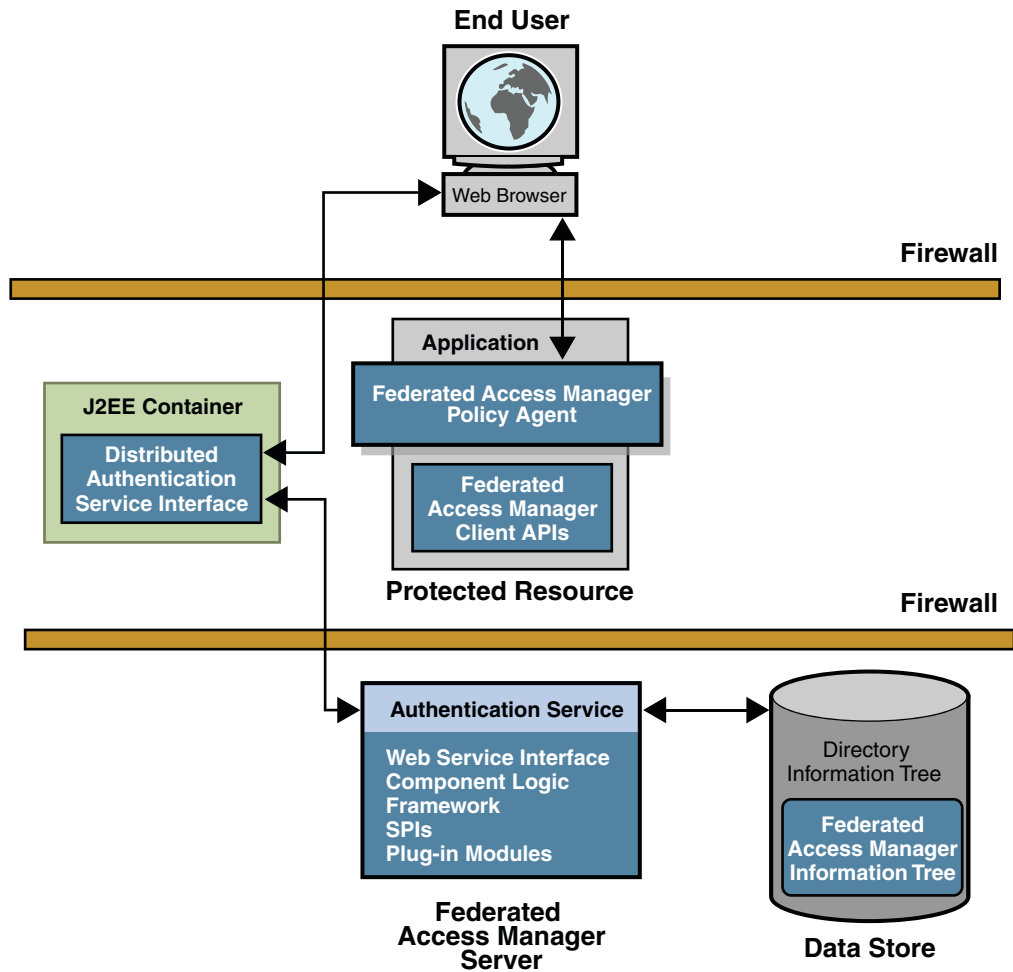 End User
Web Browser
Firewall
Application
Federated Access Manager
Policy Agent
J2EE Container
Distributed
Authentication
Service Interface
Federated
Access Manager
Client APIs
Protected Resource
Firewall
Authentication Service
Web Service Interface
Component Logic
Framework
SPIs
Plug-in Modules
Directory
Information Tree
Federated
Access Manager
Information Tree
Federated
Access Manager
Server
Data Store